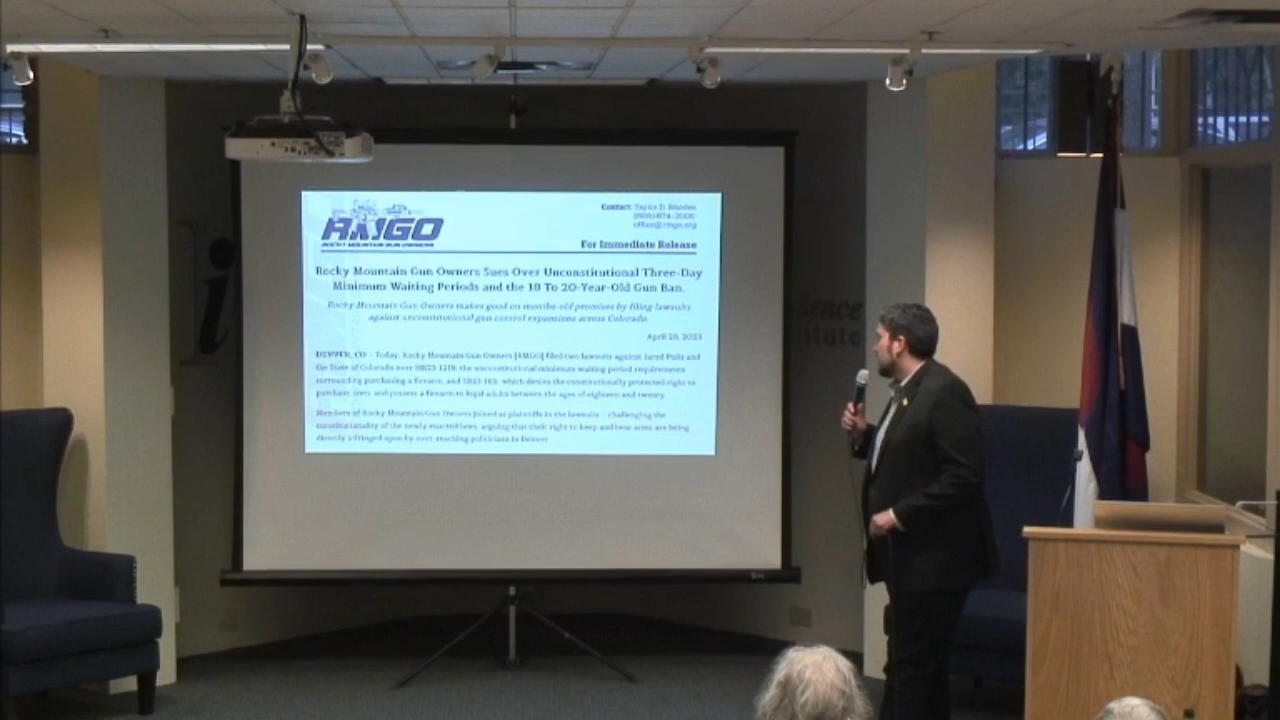 RMGO
ROCKY MOUNTAIN GUN OWNERS
Contact: Taylor D. Rhodes
office@rmgo.org
For Immediate Release
Rocky Mountain Gun Owners Sues Over Unconstitutional Three-Day
Minimum Waiting Periods and the 18 To 20-Year-Old Gun Ban.
Rocky Mountain Gun Owners makes good on months-old promises by filing lawsuits
against unconstitutional gun control expansions across Colorado.
April 28, 2023
DENVER, CO – Today, Rocky Mountain Gun Owners (RMGO) filed two lawsuits against Jared Polis and
the State of Colorado over HB23-1219, the unconstitutional minimum waiting period requirements
surrounding purchasing a firearm, and SB23-169, which denies the constitutionally protected right to
purchase, own, and possess a firearm to legal adults between the ages of eighteen and twenty.
Members of Rocky Mountain Gun Owners joined as plaintiffs in the lawsuits – challenging the
constitutionality of the newly enacted laws, arguing that their right to keep and bear arms are being
directly infringed upon by over-reaching politicians in Denver.
i
ence
itute